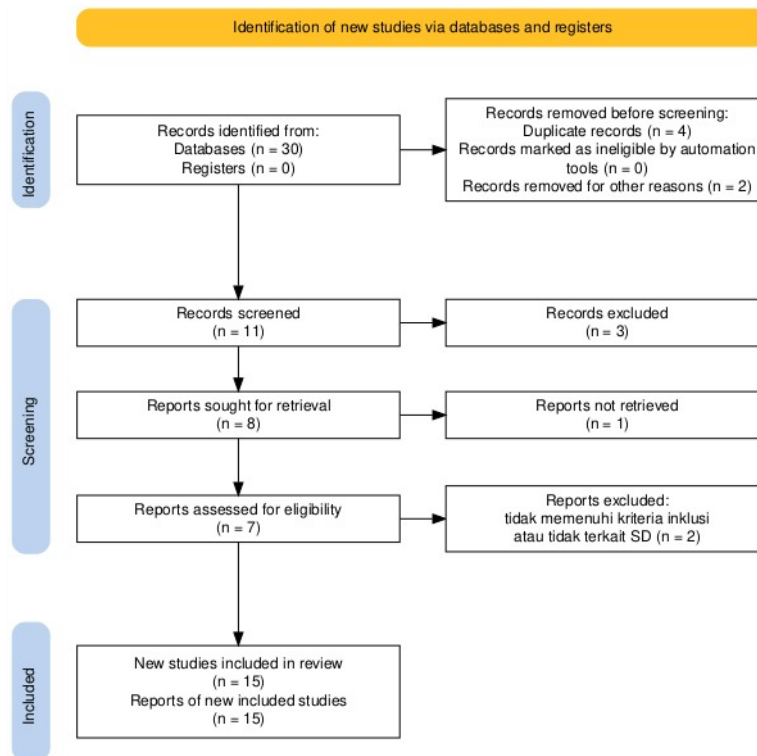 Identification of new studies via databases and registers
Identification
Records identified from:
Databases (n = 30)
Registers (n = 0)
Records removed before screening:
Duplicate records (n = 4)
Records marked as ineligible by automation
tools (n = 0)
Records removed for other reasons (n = 2)
Screening
Records screened
(n = 11)
Records excluded
(n = 3)
Reports sought for retrieval
(n = 8)
Reports not retrieved
(n = 1)
Reports assessed for eligibility
(n = 7)
Reports excluded:
tidak memenuhi kriteria inklusi
atau tidak terkait SD (n = 2)
Included
New studies included in review
(n = 15)
Reports of new included studies
(n = 15)